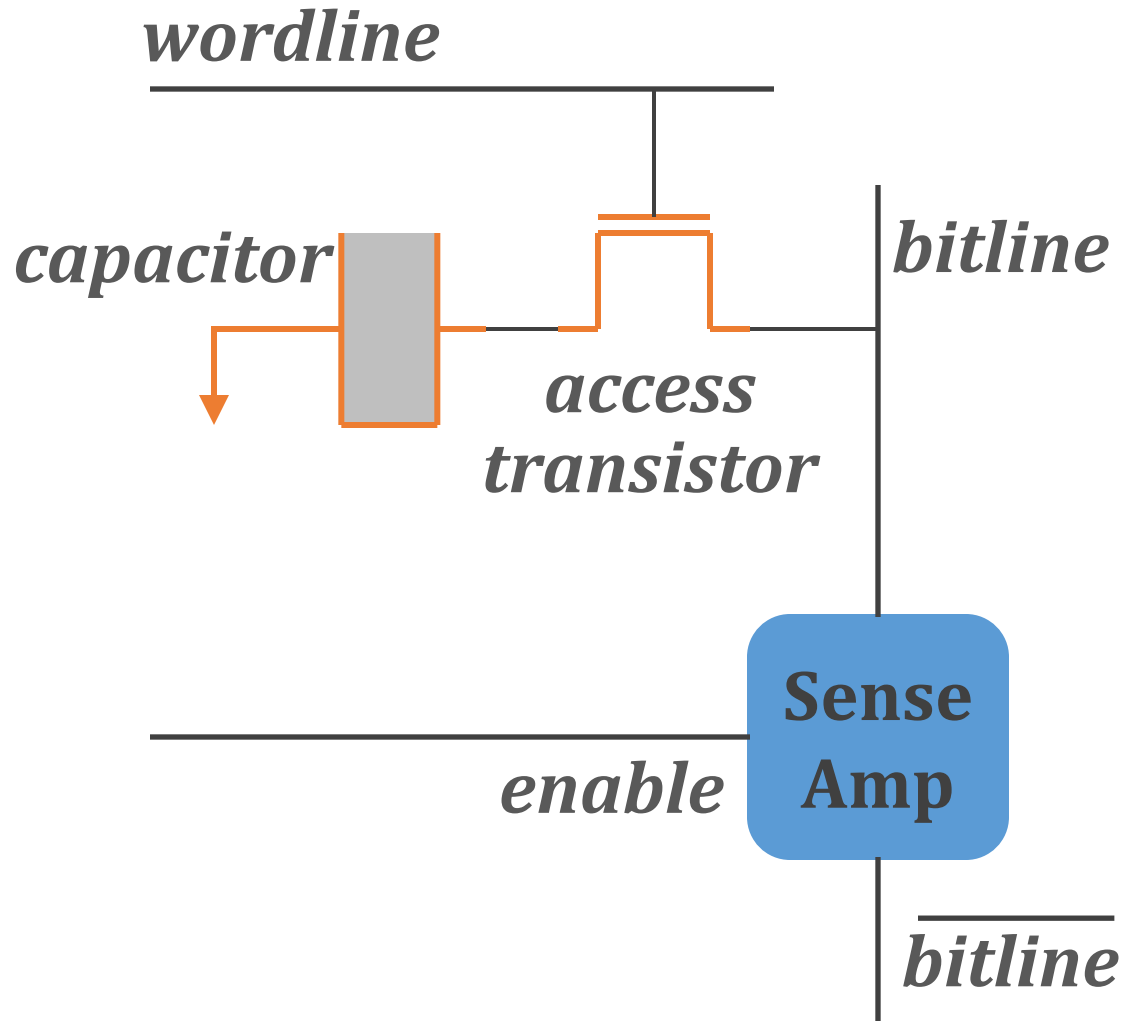 wordline
capacitor
bitline
access
transistor
Sense
Amp
enable
bitline